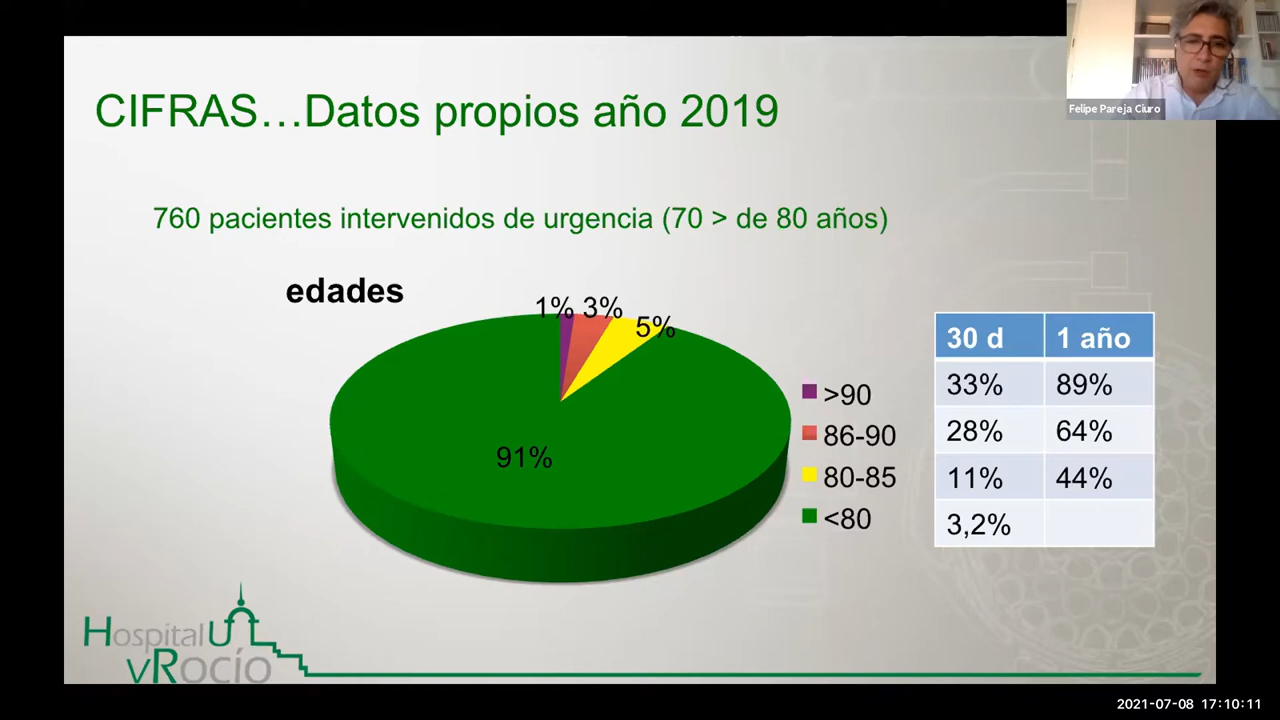 Felipe Pareja Ciuro
CIFRAS…Datos propios año 2019
760 pacientes intervenidos de urgencia (70 > de 80 años)
edades
1% 3%
5%
91%
>90
86-90
80-85
<80
30 d 1 año
33% 89%
28% 64%
11% 44%
3,2%
Hospital U
vRocío
2021-07-08 17:10:11